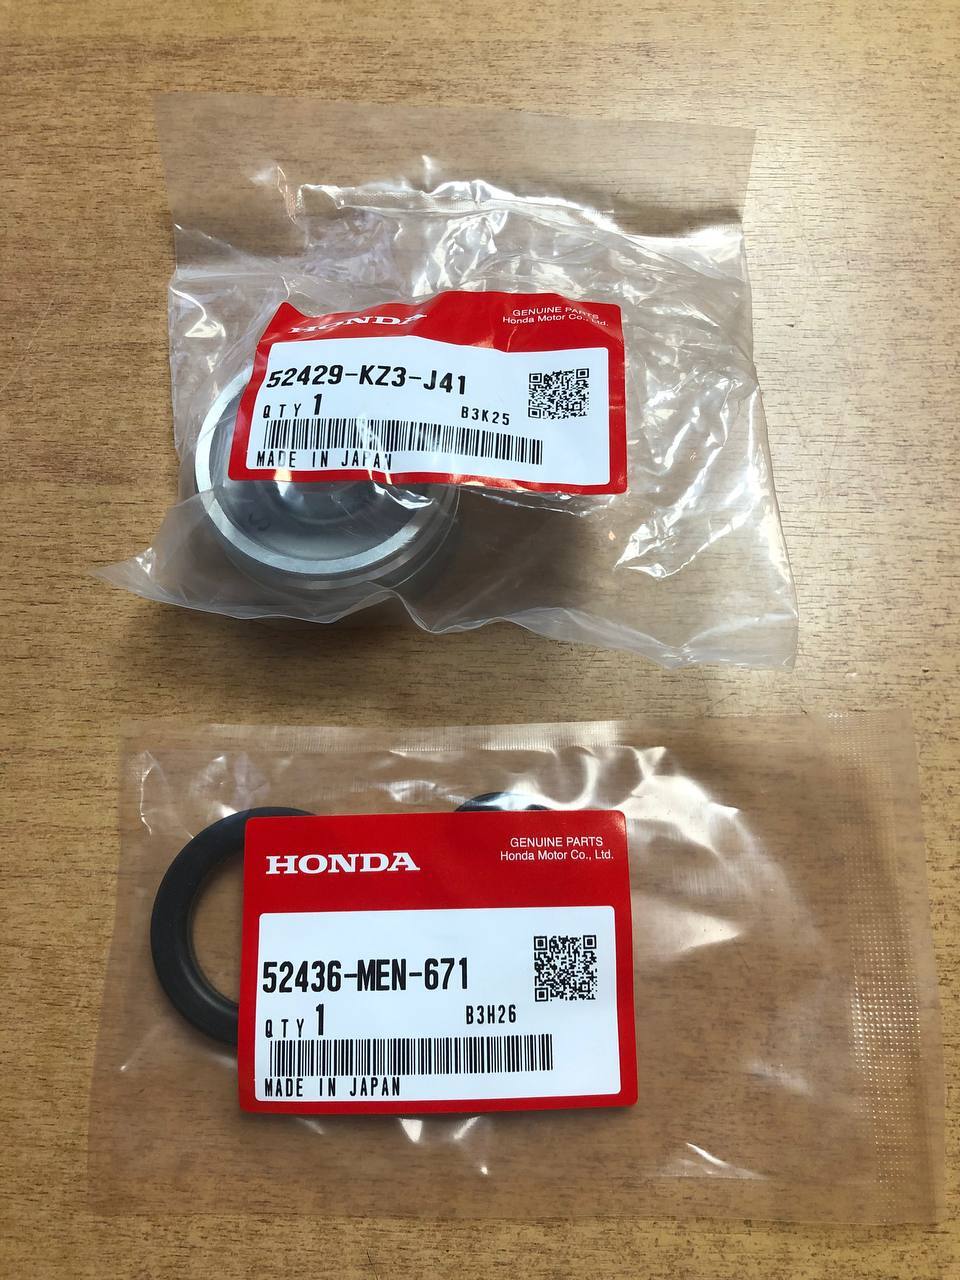 HONDA
GENUINE PARTS
Honda Motor Co., Ltd.
52429-KZ3-J41
QTY 1
B3K25
MADE IN JAPAN
HONDA
GENUINE PARTS
Honda Motor Co., Ltd.
52436-MEN-671
QTY 1
B3H26
MADE IN JAPAN